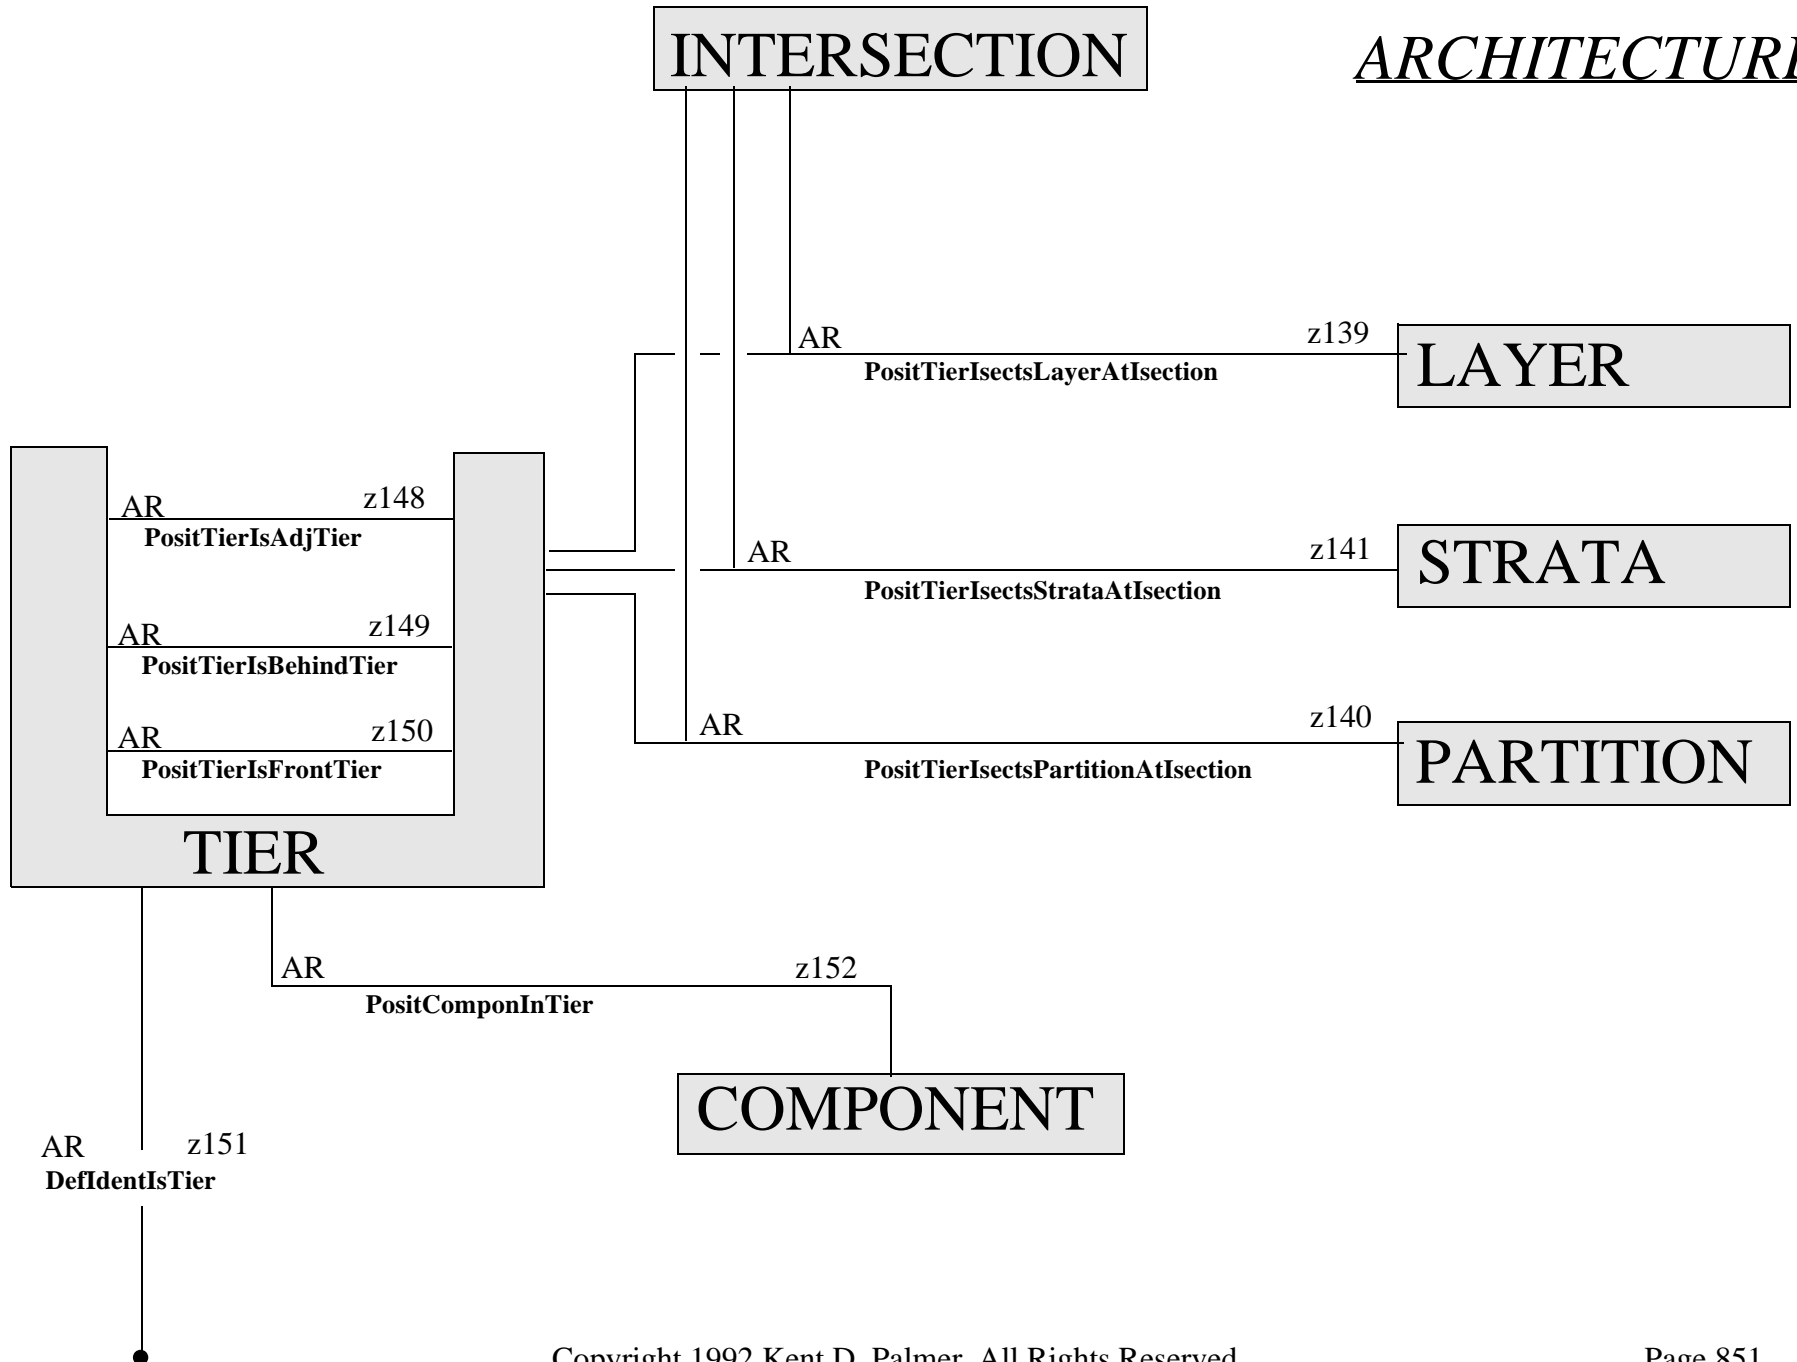 INTERSECTION
ARCHITECTURE
AR z139
PositTierIsectsLayerAtIsection
LAYER
AR z148
PositTierIsAdjTier
AR z141
PositTierIsectsStrataAtIsection
STRATA
AR z149
PositTierIsBehindTier
AR z150
PositTierIsFrontTier
AR z140
PositTierIsectsPartitionAtIsection
PARTITION
TIER
AR z152
PositComponInTier
COMPONENT
AR z151
DefIdentIsTier
Copyright 1992 Kent D. Palmer. All Rights Reserved
Page 851